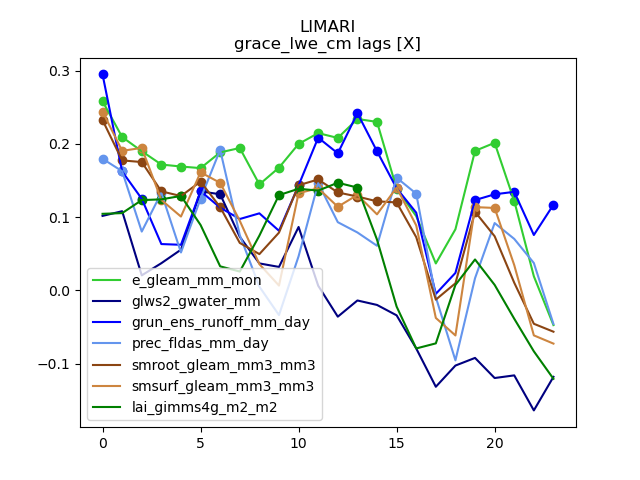 LIMARI
grace_lwe_cm lags [X]
0.3
0.2
0.1
0.0
−0.1
e_gleam_mm_mon
glws2_gwater_mm
grun_ens_runoff_mm_day
prec_fldas_mm_day
smroot_gleam_mm3_mm3
smsurf_gleam_mm3_mm3
lai_gimms4g_m2_m2
0 5 10 15 20